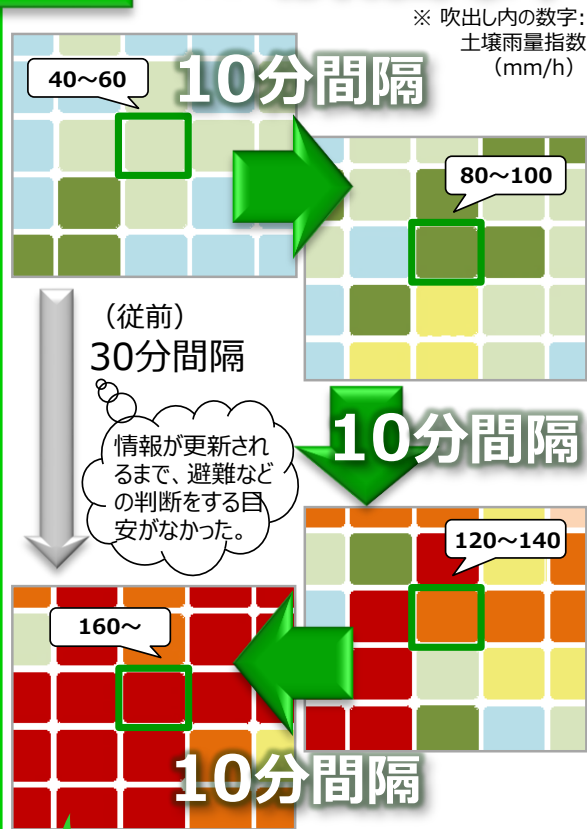 ※ 吹出し内の数字:
土壌雨量指数
（mm/h）
40～60
10分間隔
80～100
（従前）
30分間隔
情報が更新され
るまで、避難など
の判断をする目
安がなかった。
10分間隔
120～140
160～
10分間隔